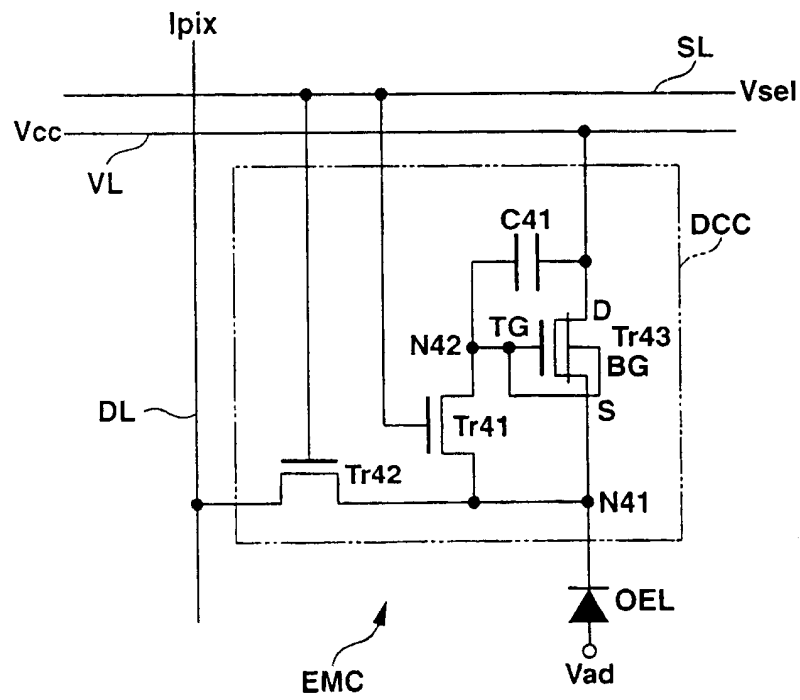 Ipix
SL
Vsel
Vcc
VL
C41
DCC
D
TG
Tr43
N42
BG
DL
S
Tr41
Tr42
N41
OEL
EMC
Vad